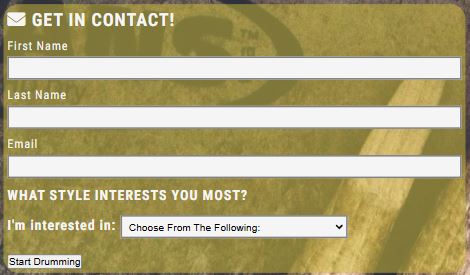 GET IN CONTACT!
First Name
Last Name
Email
WHAT STYLE INTERESTS YOU MOST?
I'm interested in: Choose From The Following:
Start Drumming